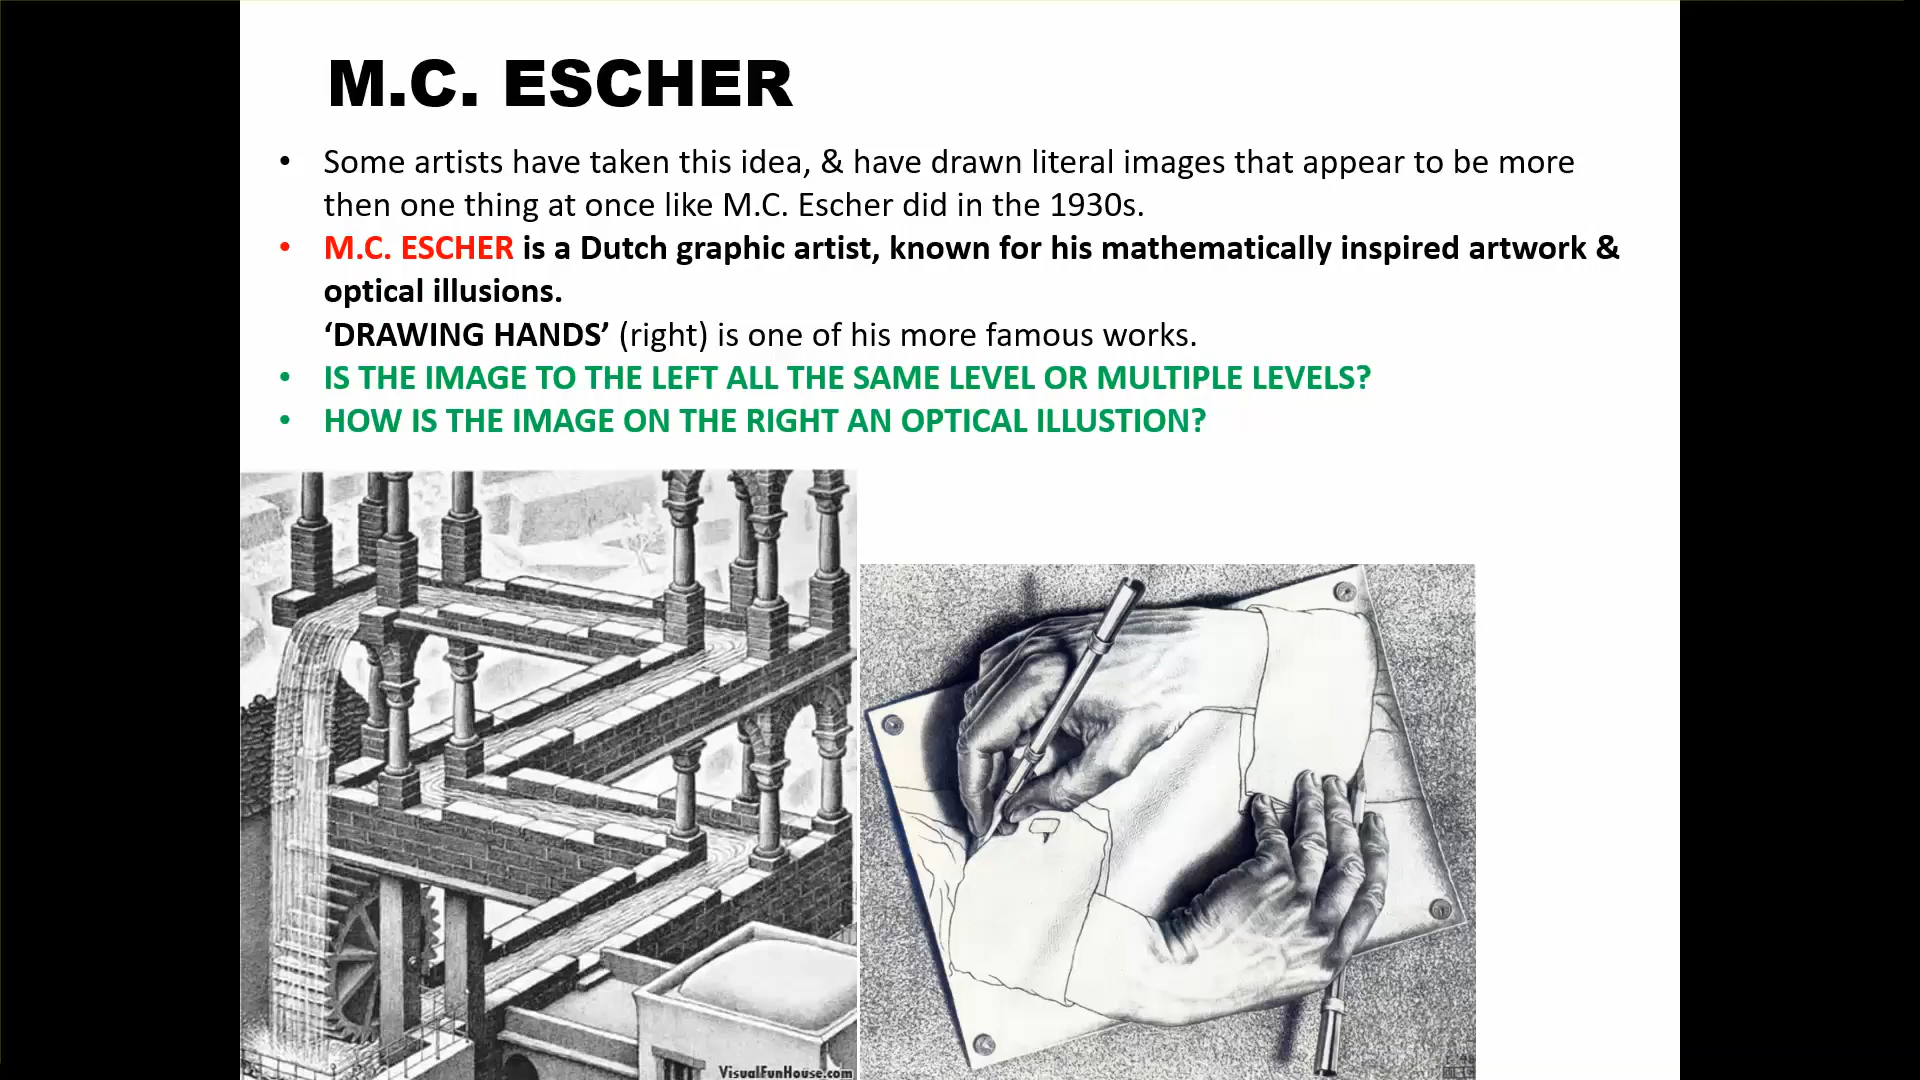 M.C. ESCHER
• Some artists have taken this idea, & have drawn literal images that appear to be more
then one thing at once like M.C. Escher did in the 1930s.
• M.C. ESCHER is a Dutch graphic artist, known for his mathematically inspired artwork &
optical illusions.
‘DRAWING HANDS’ (right) is one of his more famous works.
• IS THE IMAGE TO THE LEFT ALL THE SAME LEVEL OR MULTIPLE LEVELS?
• HOW IS THE IMAGE ON THE RIGHT AN OPTICAL ILLUSTION?
VisualFunHouse.com